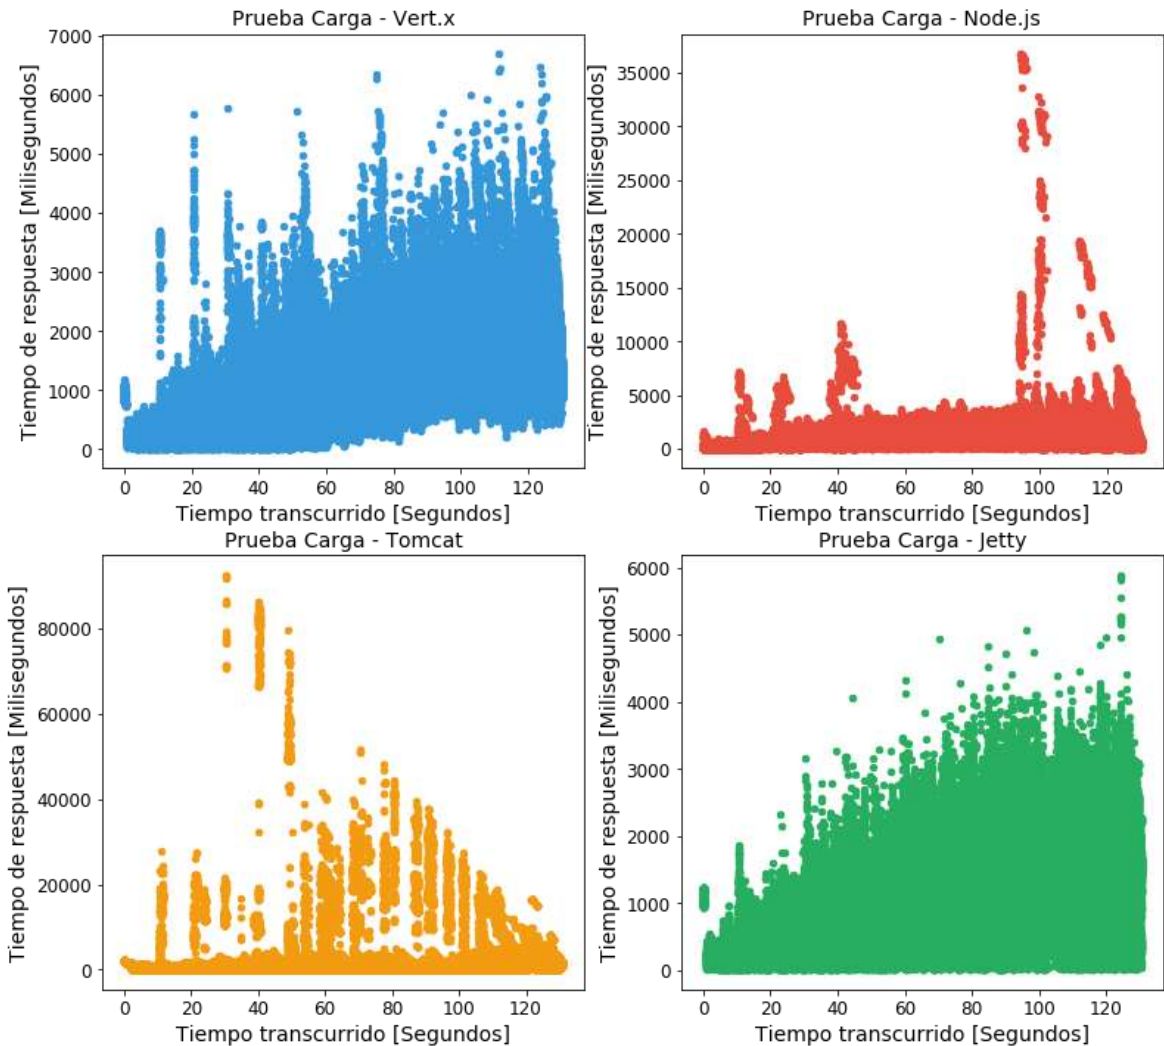 Prueba Carga - Vert.x
Tiempo de respuesta [Milisegundos]
7000
6000
5000
4000
3000
2000
1000
0
0 20 40 60 80 100 120
Tiempo transcurrido [Segundos]
Prueba Carga - Node.js
Tiempo de respuesta [Milisegundos]
35000
30000
25000
20000
15000
10000
5000
0
0 20 40 60 80 100 120
Tiempo transcurrido [Segundos]
Prueba Carga - Tomcat
Tiempo de respuesta [Milisegundos]
80000
60000
40000
20000
0
0 20 40 60 80 100 120
Tiempo transcurrido [Segundos]
Prueba Carga - Jetty
Tiempo de respuesta [Milisegundos]
6000
5000
4000
3000
2000
1000
0
0 20 40 60 80 100 120
Tiempo transcurrido [Segundos]